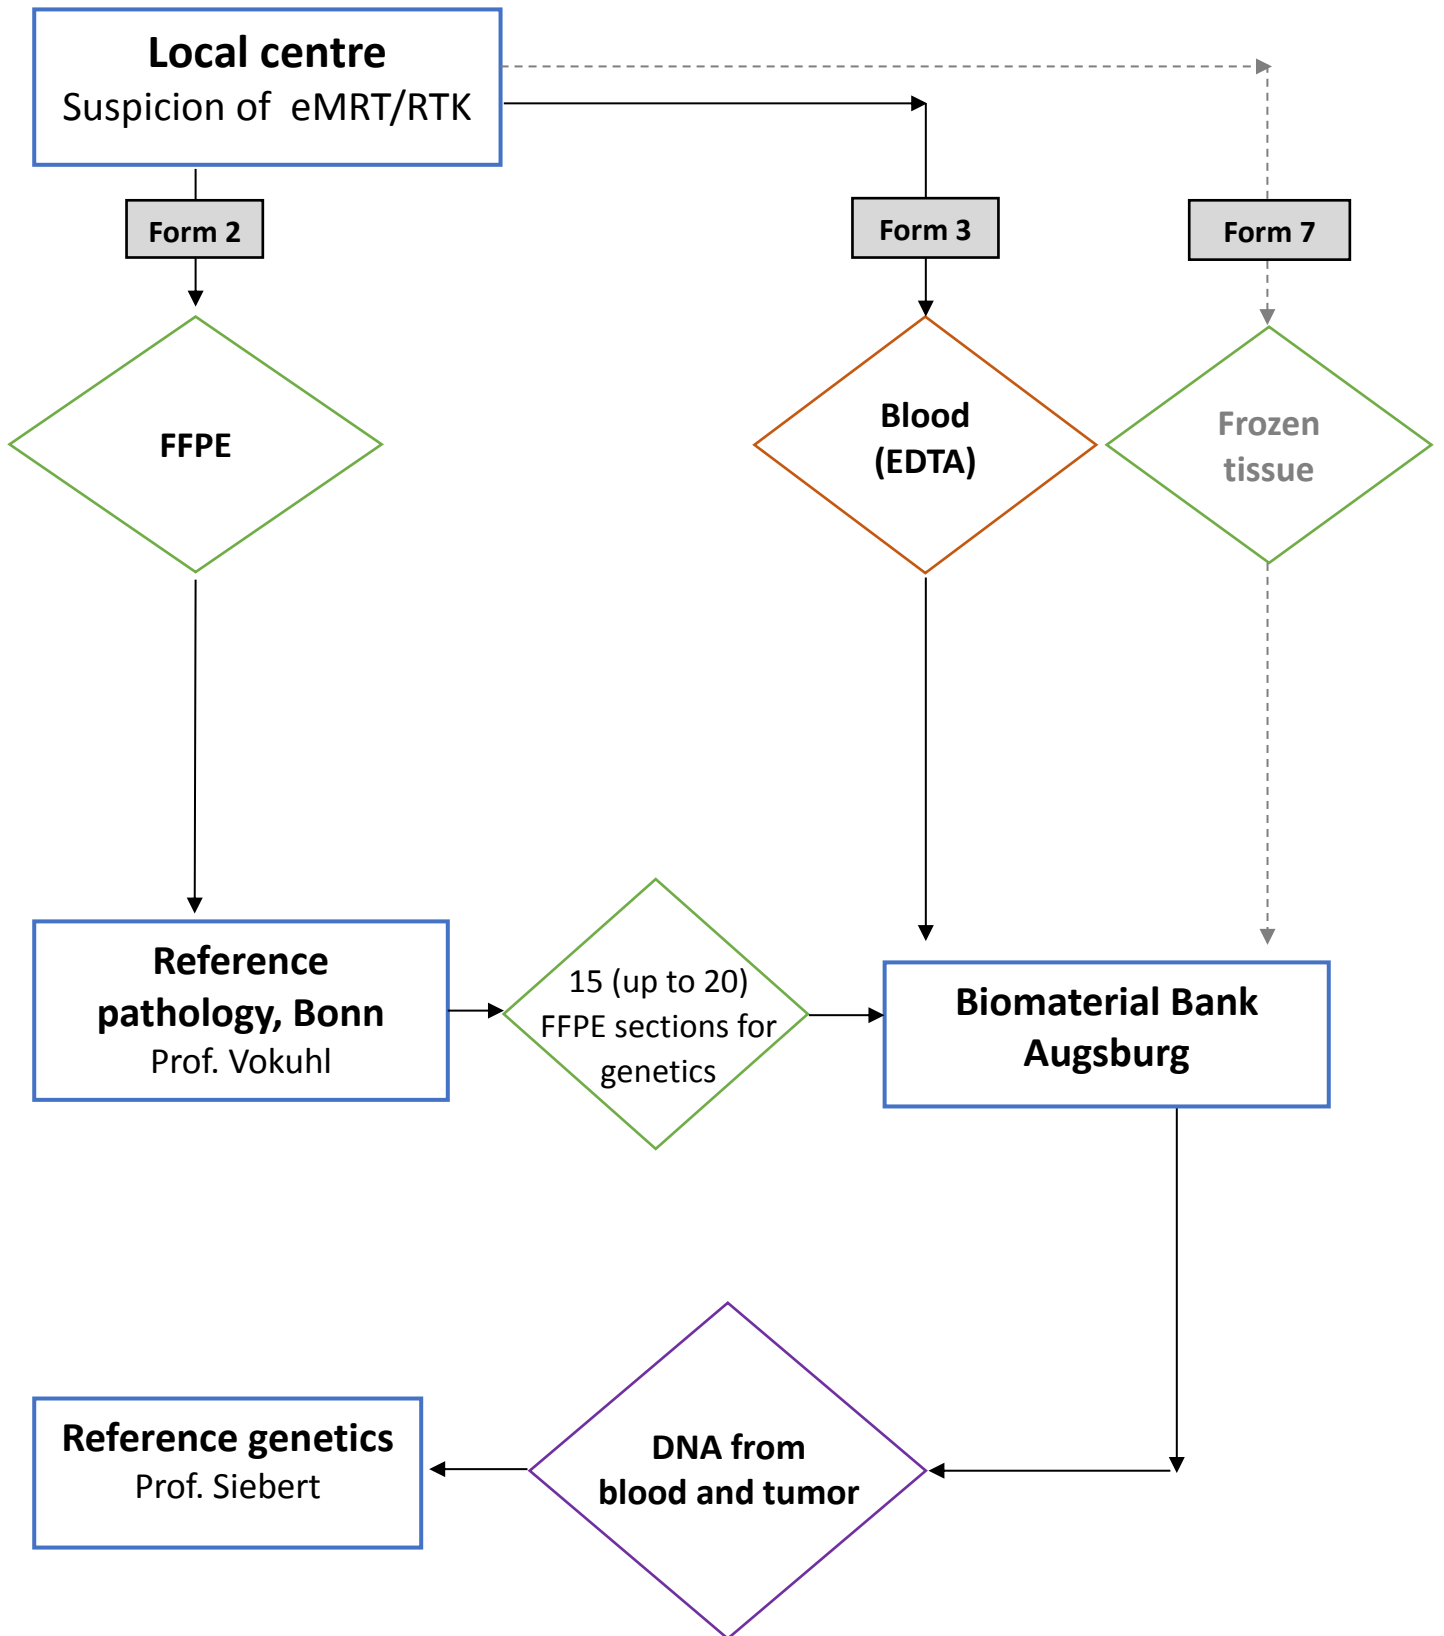 Local centre
Suspicion of eMRT/RTK
Form 2
Form 3
Form 7
FFPE
Blood
(EDTA)
Frozen
tissue
Reference
pathology, Bonn
Prof. Vokuhl
15 (up to 20)
FFPE sections for
genetics
Biomaterial Bank
Augsburg
Reference genetics
Prof. Siebert
DNA from
blood and tumor